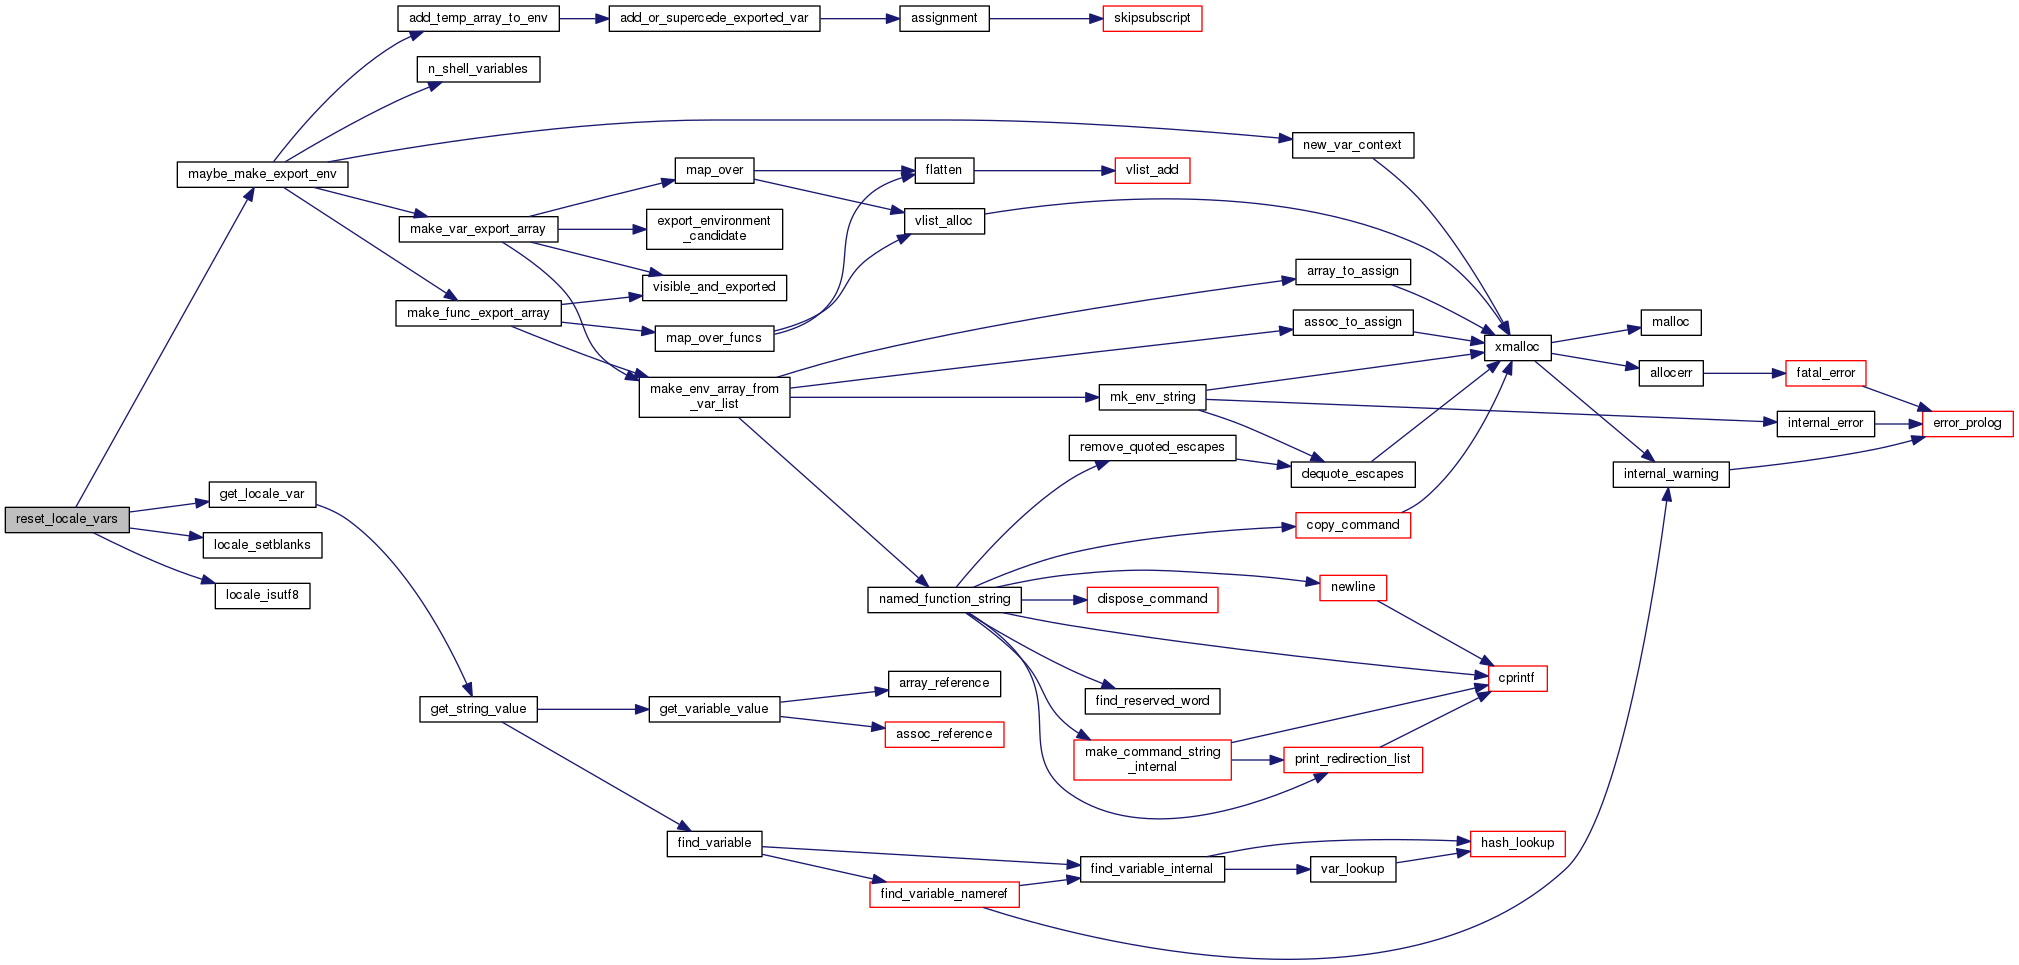 add_temp_array_to_env
add_or_supercede_exported_var
assignment
skipsubscript
n_shell_variables
new_var_context
maybe_make_export_env
map_over
flatten
vlist_add
make_var_export_array
export_environment
_candidate
vlist_alloc
visible_and_exported
array_to_assign
make_func_export_array
map_over_funcs
assoc_to_assign
malloc
xmalloc
allocerr
fatal_error
make_env_array_from
_var_list
mk_env_string
internal_error
error_prolog
remove_quoted_escapes
dequote_escapes
internal_warning
get_locale_var
reset_locale_vars
copy_command
locale_setblanks
locale_isutf8
named_function_string
dispose_command
newline
find_reserved_word
cprintf
array_reference
get_string_value
get_variable_value
assoc_reference
make_command_string
_internal
print_redirection_list
find_variable
hash_lookup
find_variable_internal
var_lookup
find_variable_nameref